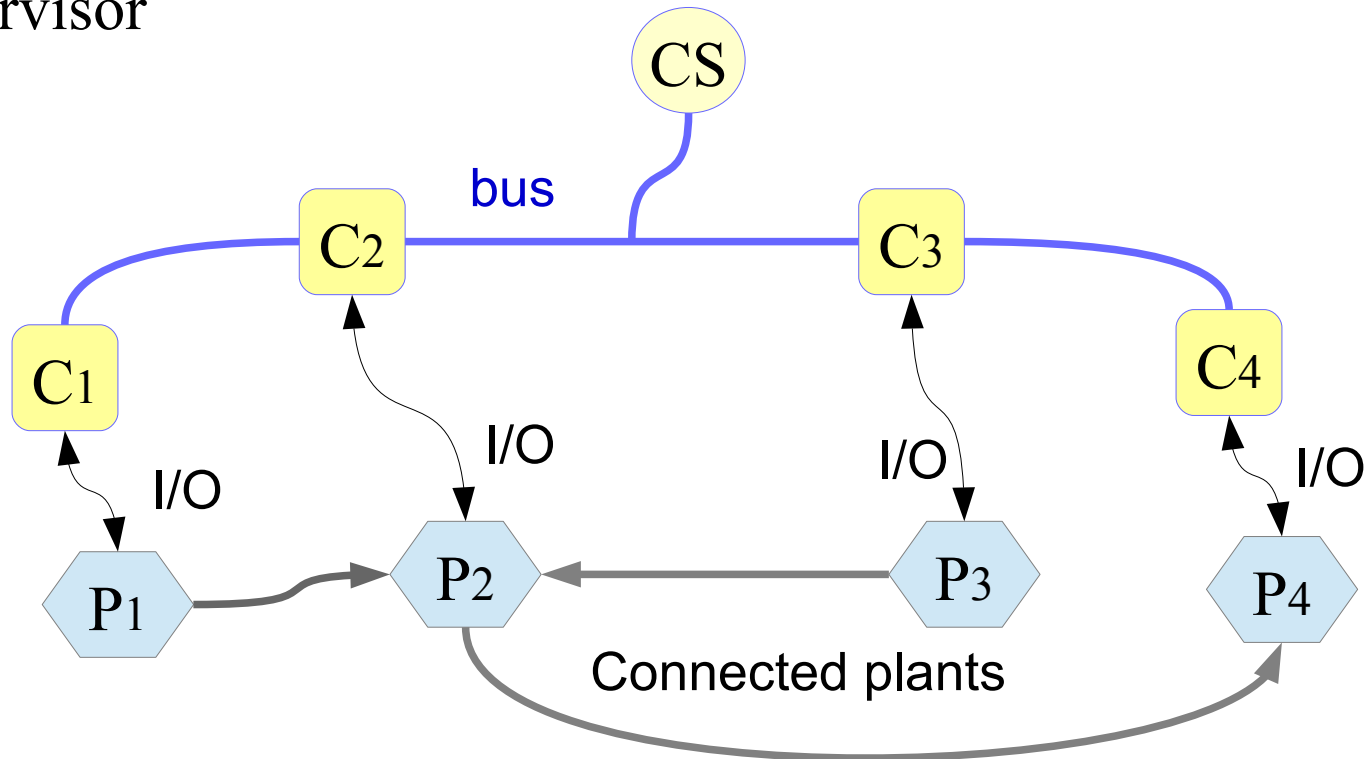 rvisor
CS
bus
C2
C3
C1
C4
I/O
I/O
I/O
I/O
P1
P2
P3
P4
Connected plants